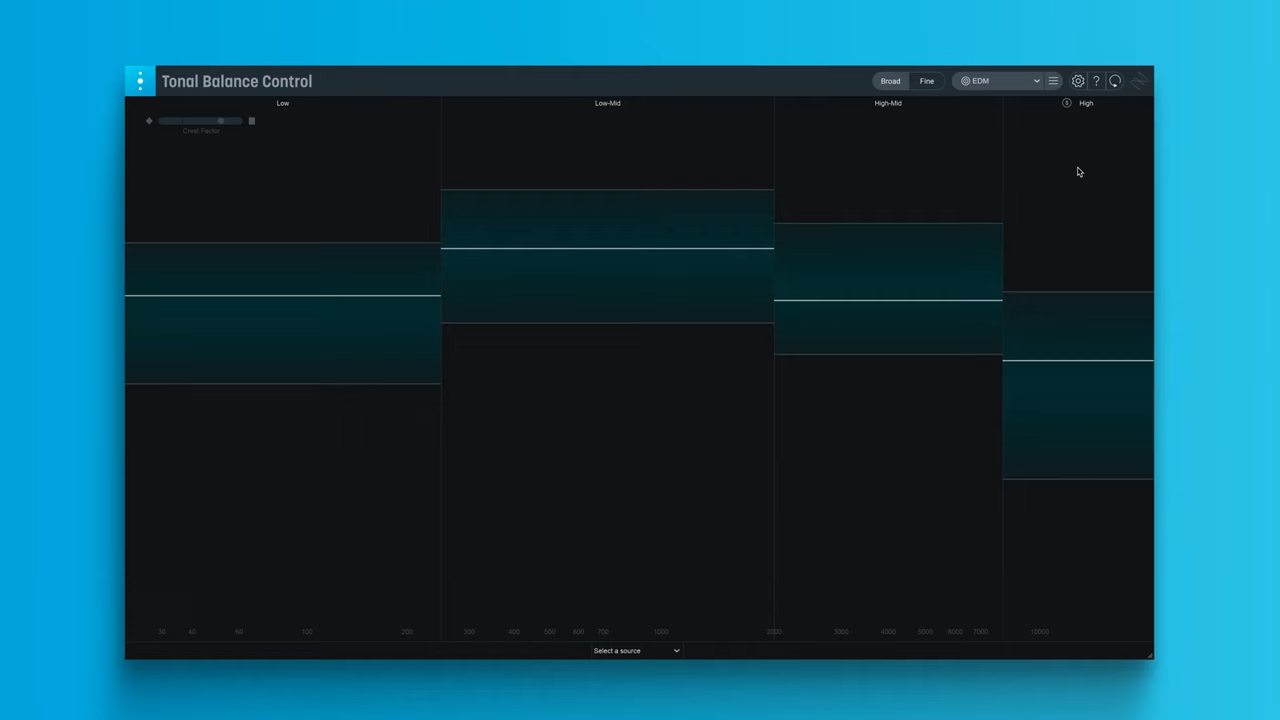 Tonal Balance Control
Broad Fine EDM ?
Low Low-Mid High-Mid S High
Crest Factor
30 40 60 100 200 300 400 500 600 700 1000 2000 3000 4000 5000 6000 7000 10000
Select a source